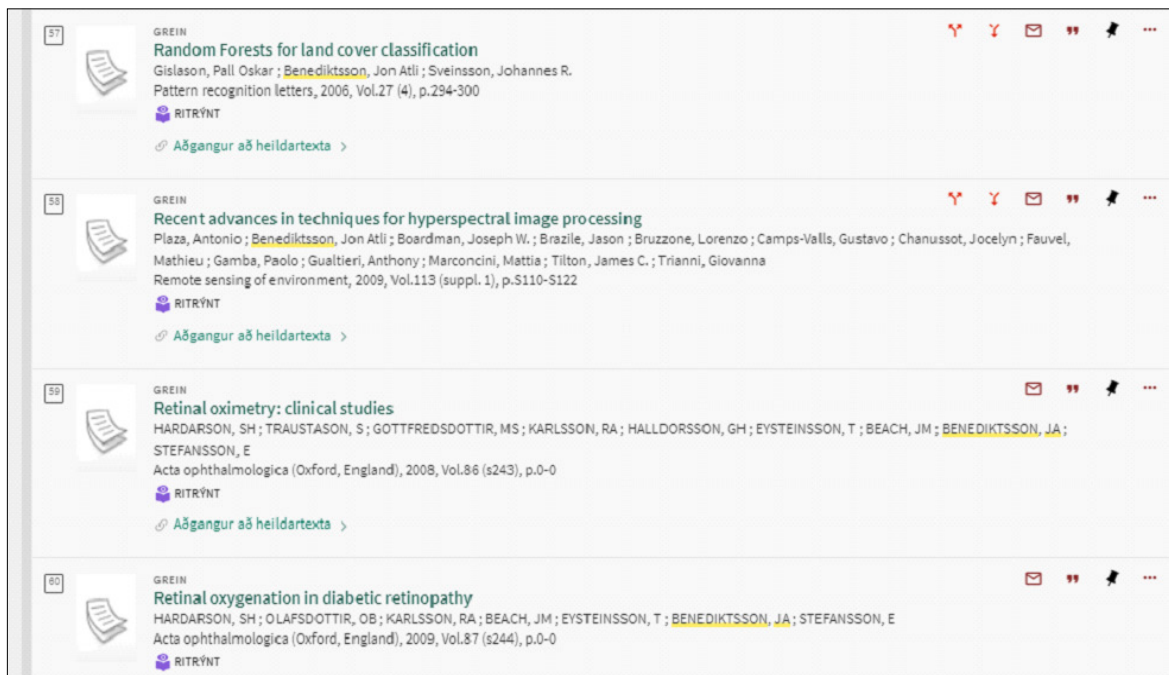 57
GREIN
Random Forests for land cover classification
Gislason, Pall Oskar ; Benediktsson, Jon Atli ; Sveinsson, Johannes R.
Pattern recognition letters, 2006, Vol.27 (4), p.294-300
RITRÝNT
Aðgangur að heildartexta
58
GREIN
Recent advances in techniques for hyperspectral image processing
Plaza, Antonio ; Benediktsson, Jon Atli ; Boardman, Joseph W. ; Brazile, Jason ; Bruzzone, Lorenzo ; Camps-Valls, Gustavo ; Chanussot, Jocelyn ; Fauvel,
Mathieu ; Gamba, Paolo ; Gualtieri, Anthony ; Marconcini, Mattia ; Tilton, James C. ; Trianni, Giovanna
Remote sensing of environment, 2009, Vol.113 (suppl. 1), p.S110-S122
RITRÝNT
Aðgangur að heildartexta
59
GREIN
Retinal oximetry: clinical studies
HARDARSON, SH ; TRAUSTASON, S ; GOTTFREDSDOTTIR, MS ; KARLSSON, RA ; HALLDORSSON, GH ; EYSTEINSSON, T ; BEACH, JM ; BENEDIKTSSON, JA ;
STEFANSSON, E
Acta ophthalmologica (Oxford, England), 2008, Vol.86 (s243), p.0-0
RITRÝNT
Aðgangur að heildartexta
60
GREIN
Retinal oxygenation in diabetic retinopathy
HARDARSON, SH ; OLAFSDOTTIR, OB ; KARLSSON, RA ; BEACH, JM ; EYSTEINSSON, T ; BENEDIKTSSON, JA ; STEFANSSON, E
Acta ophthalmologica (Oxford, England), 2009, Vol.87 (s244), p.0-0
RITRÝNT